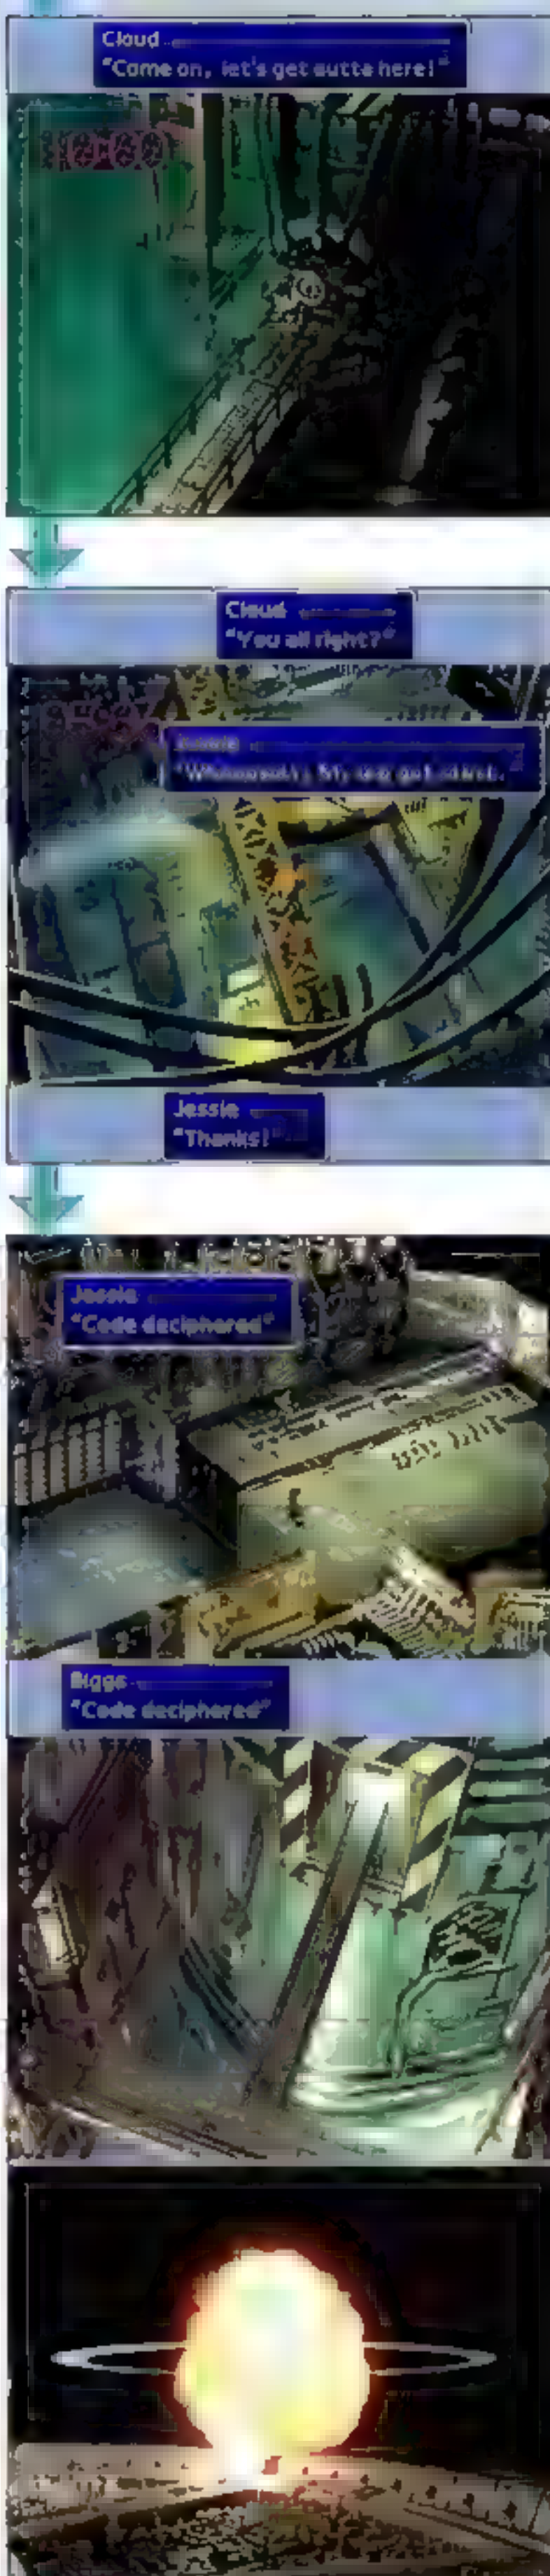 Cloud
"Come on, let's get outta here!"
Cloud
"You all right?"
Jessie
Jessie
"Thanks!"
Jessie
"Code deciphered"
Biggs
"Code deciphered"